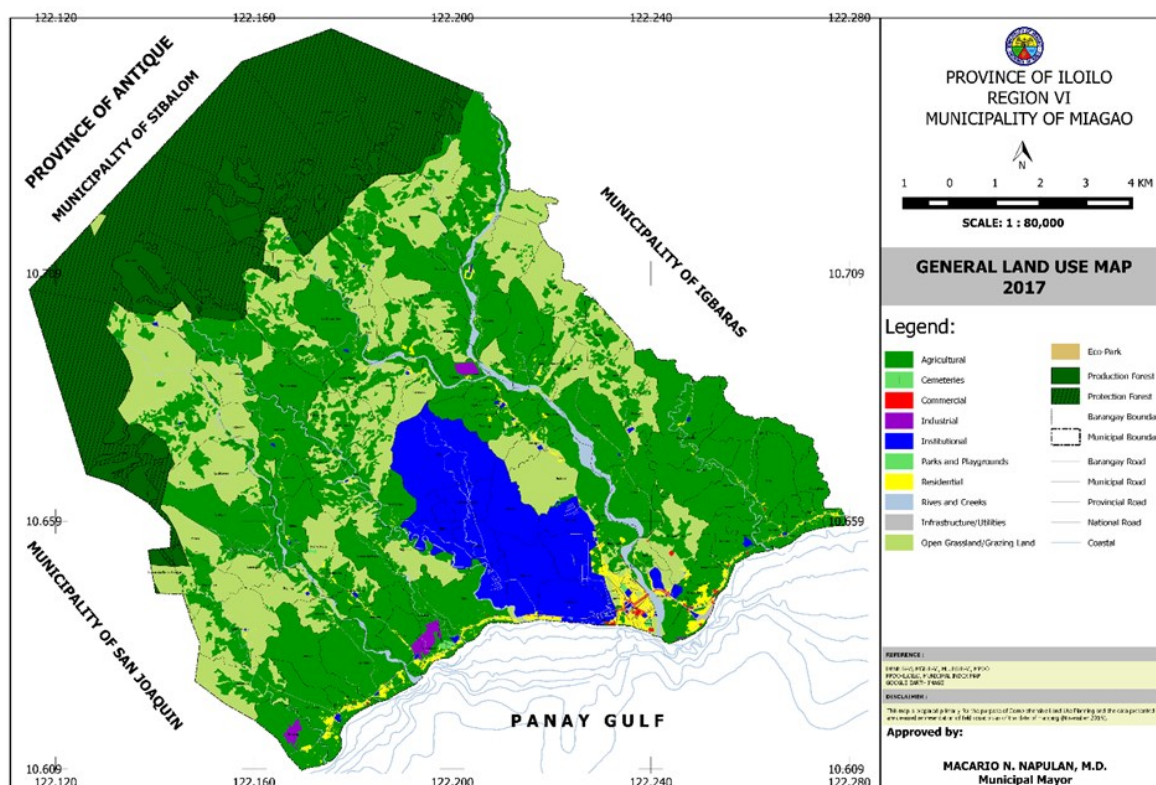 122.120 122.160 122.200 122.240 122.280
PROVINCE OF ANTIQUE
MUNICIPALITY OF SIBALOM
MUNICIPALITY OF IGBARAS
10.709 10.709
10.659 10.659
MUNICIPALITY OF SAN JOAQUIN
PANAY GULF
10.609 10.609
122.120 122.160 122.200 122.240 122.280
PROVINCE OF ILOILO
REGION VI
MUNICIPALITY OF MIAGAO
N
1 0 1 2 3 4 KM
SCALE: 1 : 80,000
GENERAL LAND USE MAP
2017
Legend:
Agricultural
Cemeteries
Commercial
Industrial
Institutional
Parks and Playgrounds
Residential
Rives and Creeks
Infrastructure/Utilities
Open Grassland/Grazing Land
Eco-Park
Production Forest
Protection Forest
Barangay Bounda
Municipal Bounda
Barangay Road
Municipal Road
Provincial Road
National Road
Coastal
REFERENCE :
DISCLAIMER :
Approved by:
MACARIO N. NAPULAN, M.D.
Municipal Mayor